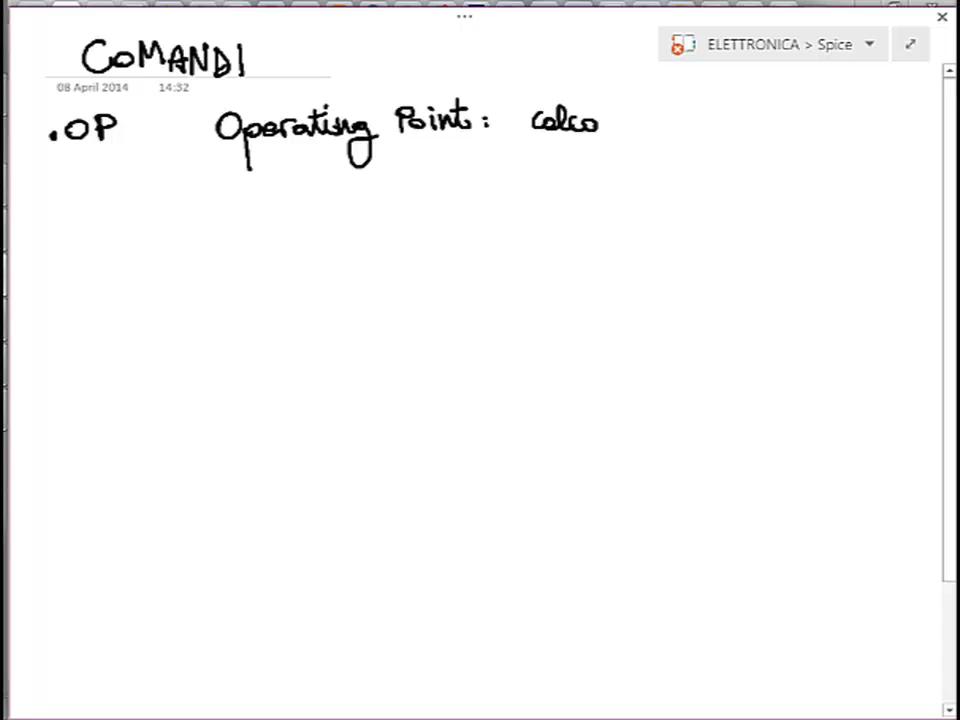 ELETTRONICA > Spice
COMANDI
08 April 2014 14:32
.OP Operating Point: calco